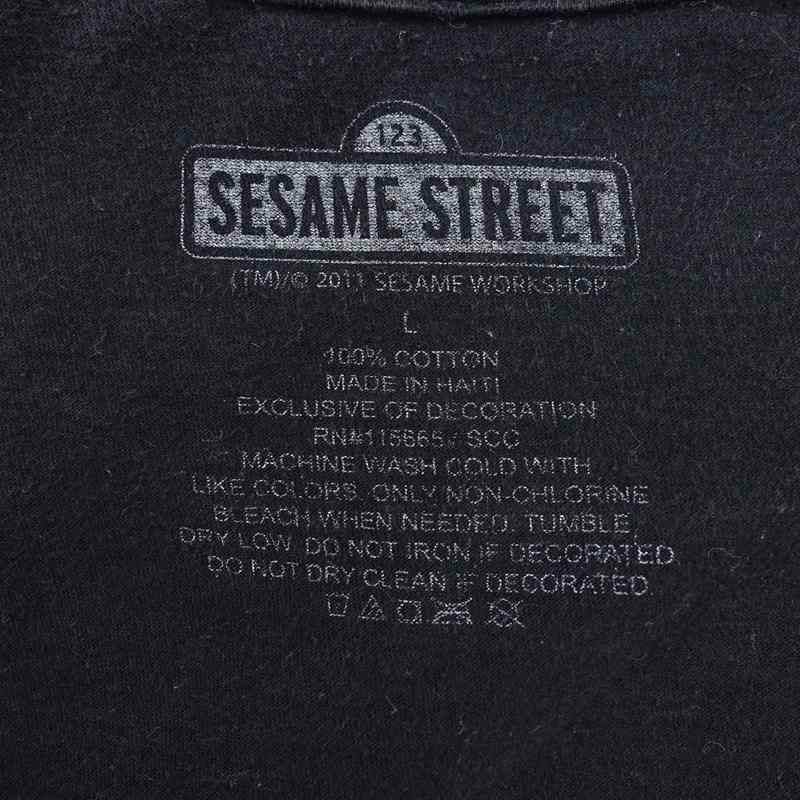 123
SESAME STREET
(TM)/© 2011 SESAME WORKSHOP
L
100% COTTON
MADE IN HAITI
EXCLUSIVE OF DECORATION
SCC
MACHINE WASH COLD WITH
LIKE COLORS. ONLY NON-CHLORINE
BLEACH WHEN NEEDED. TUMBLE
DRY LOW. DO NOT IRON IF DECORATED.
DO NOT DRY CLEAN IF DECORATED.